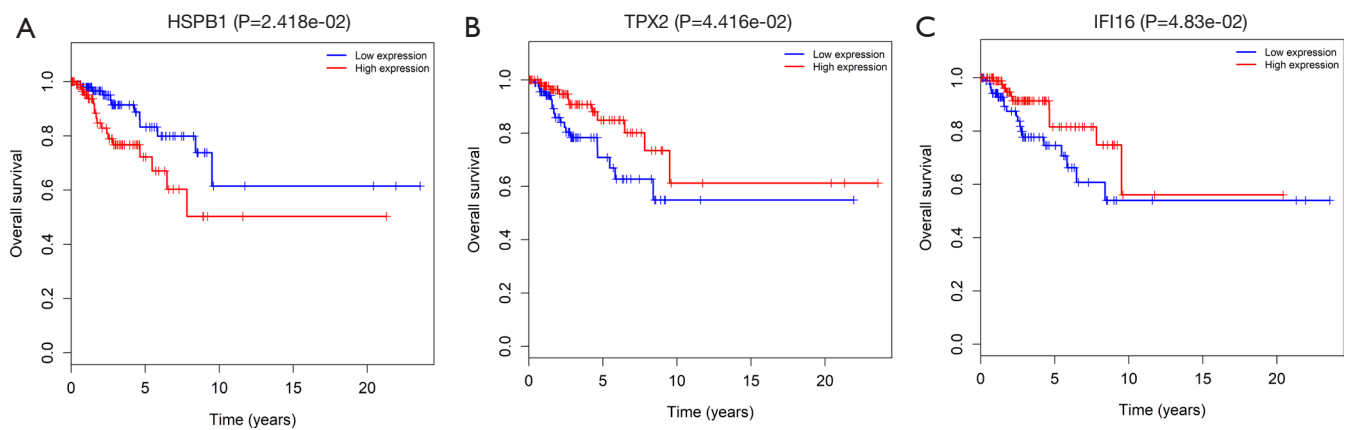 A
HSPB1 (P=2.418e-02)
Low expression
High expression
Overall survival
1.0
0.8
0.6
0.4
0.2
0.0
0 5 10 15 20
Time (years)
B
TPX2 (P=4.416e-02)
Low expression
High expression
Overall survival
1.0
0.8
0.6
0.4
0.2
0.0
0 5 10 15 20
Time (years)
C
IFI16 (P=4.83e-02)
Low expression
High expression
Overall survival
1.0
0.8
0.6
0.4
0.2
0.0
0 5 10 15 20
Time (years)